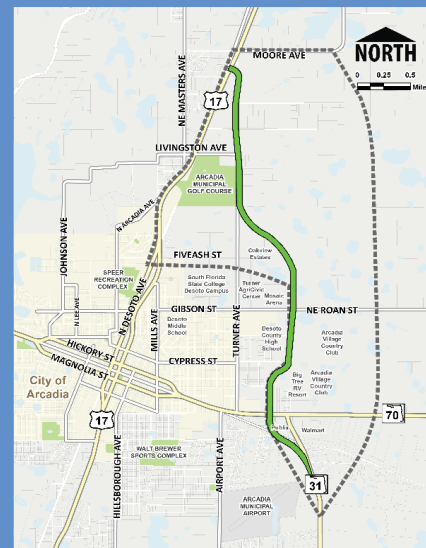 MOORE AVE
NORTH
0 0.25 0.5
Mile
NE MASTERS AVE
17
LIVINGSTON AVE
ARCADIA
MUNICIPAL
GOLF COURSE
N ARCADIA AVE
JOHNSON AVE
FIVEASH ST
Oakview
Estates
SPEER
RECREATION
COMPLEX
South Florida
State College
Desoto Campus
Turner
AgriCivic
Center
Mosaic
Arena
N LEE AVE
N DESOTO AVE
MILLS AVE
GIBSON ST
TURNER AVE
NE ROAN ST
Desoto
Middle
School
Desoto
County
High
School
Arcadia
Village
Country
Club
HICKORY ST
CYPRESS ST
MAGNOLIA ST
Big
Tree
RV
Resort
Arcadia
Village
Country
Club
City of
Arcadia
17
70
Publix
Walmart
HILLSBOROUGH AVE
WALT BREWER
SPORTS COMPLEX
AIRPORT AVE
31
ARCADIA
MUNICIPAL
AIRPORT